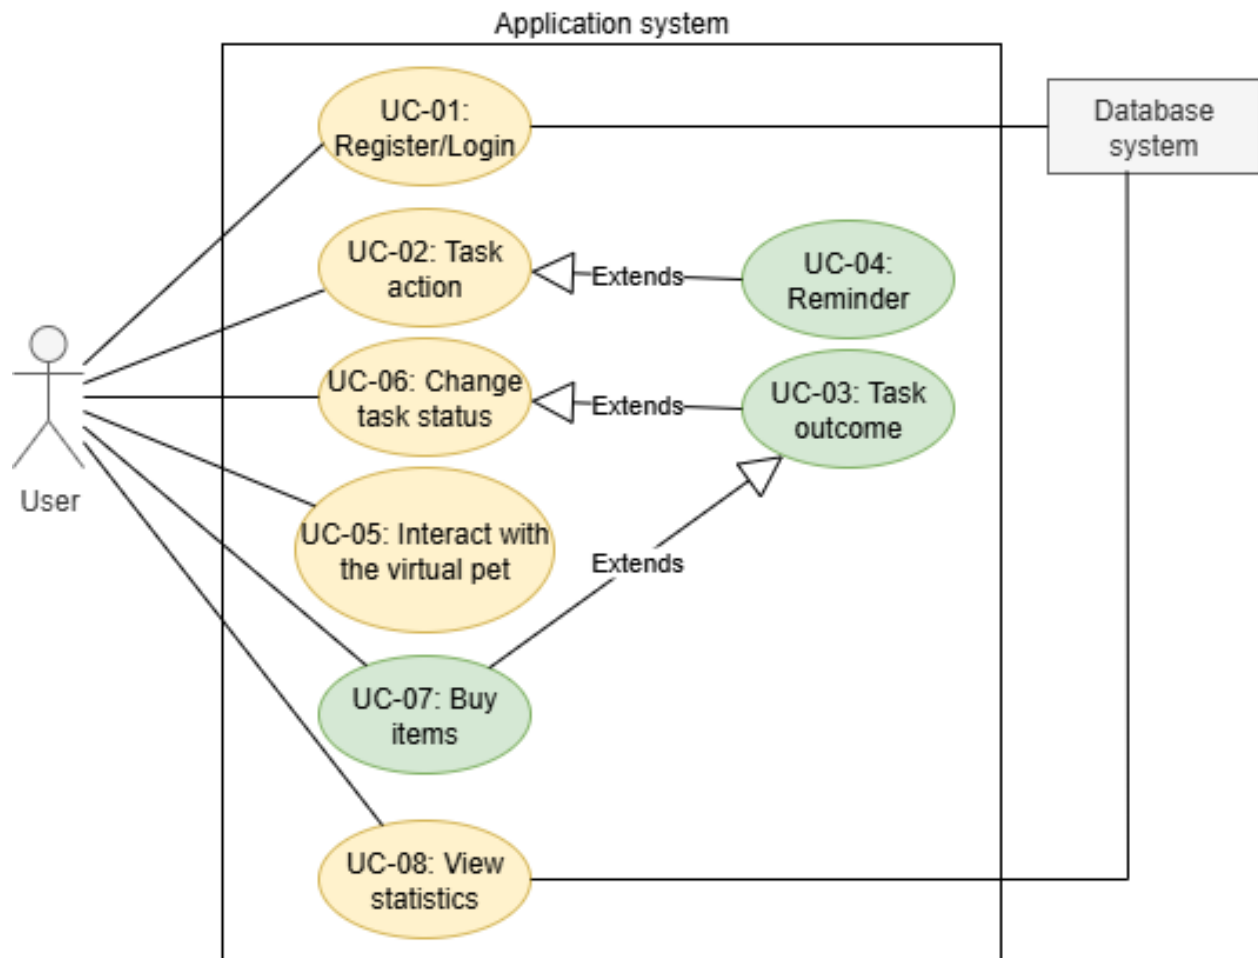 Application system
UC-01:
Register/Login
Database
system
UC-02: Task
action
Extends
UC-04:
Reminder
UC-06: Change
task status
Extends
UC-03: Task
outcome
User
UC-05: Interact with
the virtual pet
Extends
UC-07: Buy
items
UC-08: View
statistics